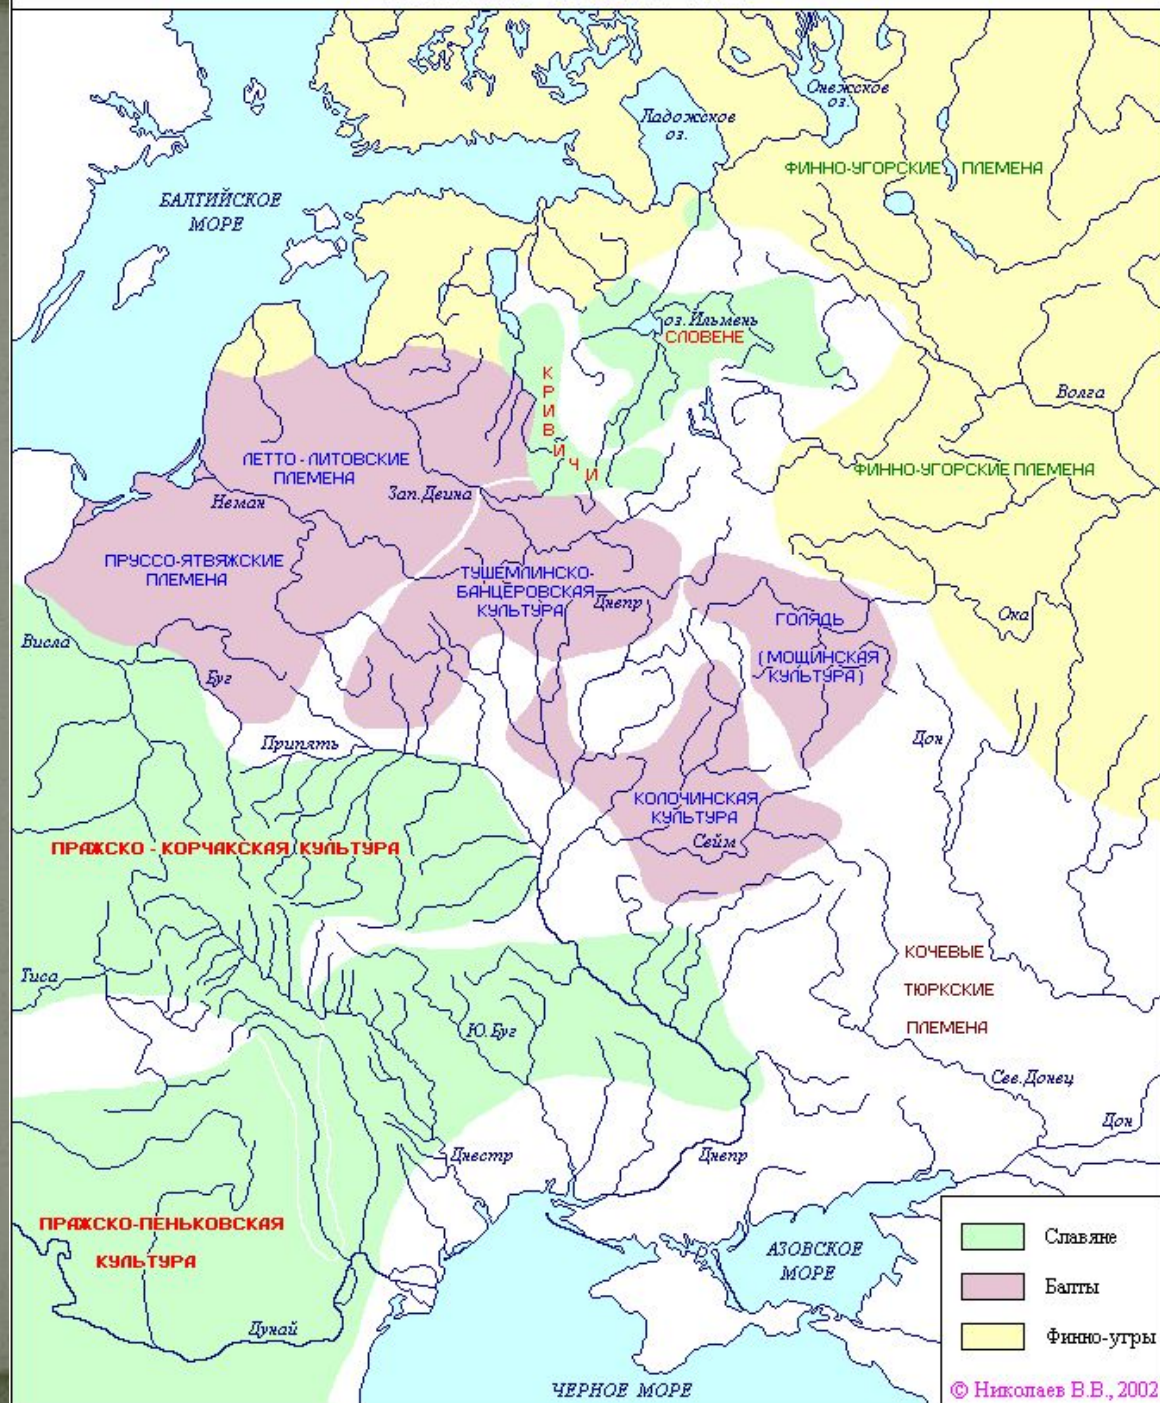 Онежское
оз.
Ладожское
оз.
ФИННО-УГОРСКИЕ ПЛЕМЕНА
БАЛТИЙСКОЕ
МОРЕ
оз. Ильмень
СЛОВЕНЕ
КРИВИЧИ
Волга
ЛЕТТО - ЛИТОВСКИЕ
ПЛЕМЕНА
ФИННО-УГОРСКИЕ ПЛЕМЕНА
Зап. Двина
Неман
ПРУССО-ЯТВЯЖСКИЕ
ПЛЕМЕНА
ТУШЕМЛИНСКО-
БАНЦЕРОВСКАЯ
КУЛЬТУРА
Днепр
ГОЛЯДЬ
Ока
Висла
(МОЩИНСКАЯ
КУЛЬТУРА)
Буг
Припять
Дон
КОЛОЧИНСКАЯ
КУЛЬТУРА
Сейм
ПРАЖСКО - КОРЧАКСКАЯ КУЛЬТУРА
КОЧЕВЫЕ
ТЮРКСКИЕ
ПЛЕМЕНА
Тиса
Ю. Буг
Сев. Донец
Дон
Днестр
Днепр
ПРАЖСКО-ПЕНЬКОВСКАЯ
КУЛЬТУРА
АЗОВСКОЕ
МОРЕ
Дунай
ЧЕРНОЕ МОРЕ
Славяне
Балты
Финно-угры
© Николаев В.В., 2002